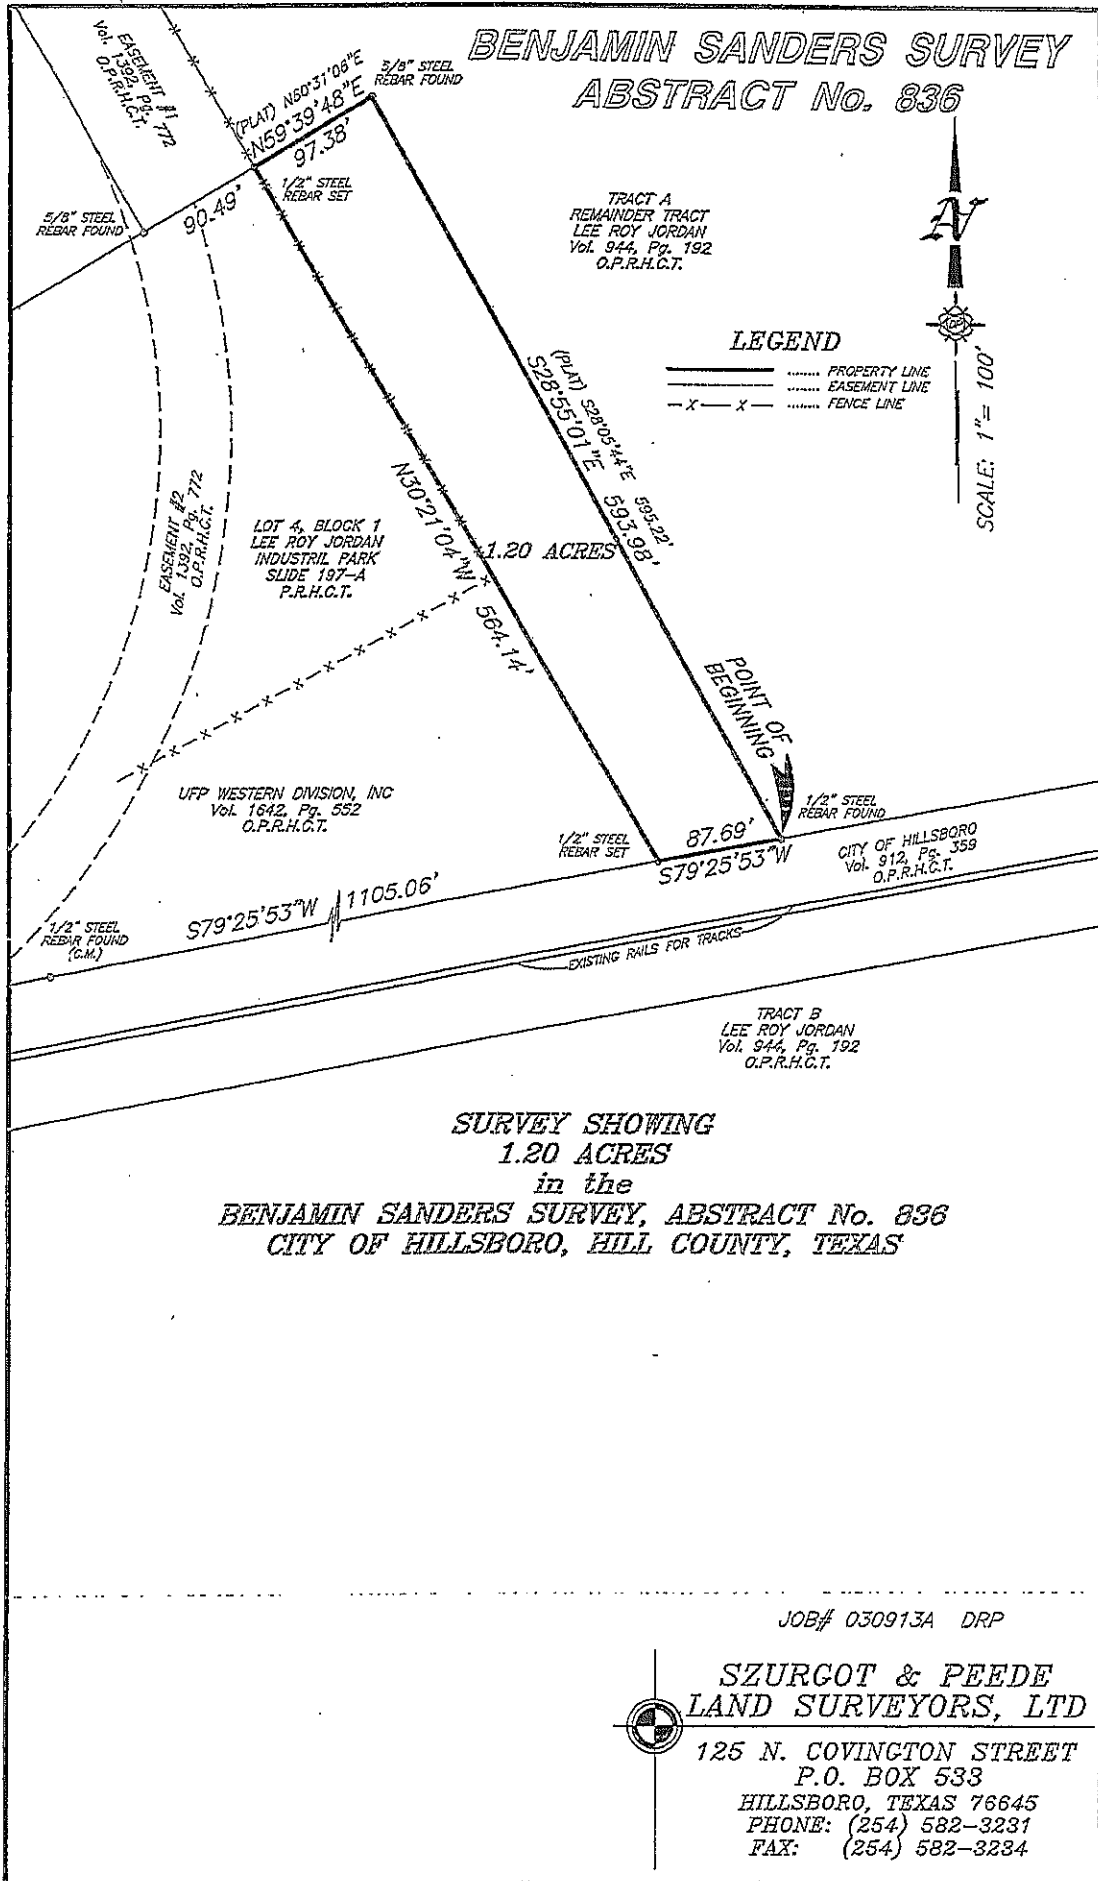 BENJAMIN SANDERS SURVEY
ABSTRACT No. 836
EASEMENT #1
Vol. 1392, Pg. 772
O.P.R.H.C.T.
(PLAT) N60°31'06"E
N59°39'48"E
97.38'
5/8" STEEL
REBAR FOUND
1/2" STEEL
REBAR SET
90.49'
5/8" STEEL
REBAR FOUND
TRACT A
REMAINDER TRACT
LEE ROY JORDAN
Vol. 944, Pg. 192
O.P.R.H.C.T.
N
LEGEND
........ PROPERTY LINE
........ EASEMENT LINE
- X — X — ........ FENCE LINE
SCALE: 1"= 100'
(PLAT) S28°05'44"E 595.22'
S28°55'01"E 593.98'
EASEMENT #2
Vol. 1392, Pg. 772
O.P.R.H.C.T.
LOT 4, BLOCK 1
LEE ROY JORDAN
INDUSTRIL PARK
SLIDE 197-A
P.R.H.C.T.
N30°21'04"W 564.14'
1.20 ACRES
POINT OF
BEGINNING
UFP WESTERN DIVISION, INC
Vol. 1642, Pg. 552
O.P.R.H.C.T.
1/2" STEEL
REBAR FOUND
1/2" STEEL
REBAR SET
87.69'
S79°25'53"W
CITY OF HILLSBORO
Vol. 912, Pg. 359
O.P.R.H.C.T.
S79°25'53"W 1105.06'
1/2" STEEL
REBAR FOUND
(C.M.)
EXISTING RAILS FOR TRACKS
TRACT B
LEE ROY JORDAN
Vol. 944, Pg. 192
O.P.R.H.C.T.
SURVEY SHOWING
1.20 ACRES
in the
BENJAMIN SANDERS SURVEY, ABSTRACT No. 836
CITY OF HILLSBORO, HILL COUNTY, TEXAS
JOB# 030913A DRP
SZURGOT & PEEDE
LAND SURVEYORS, LTD
125 N. COVINGTON STREET
P.O. BOX 533
HILLSBORO, TEXAS 76645
PHONE: (254) 582-3231
FAX: (254) 582-3234